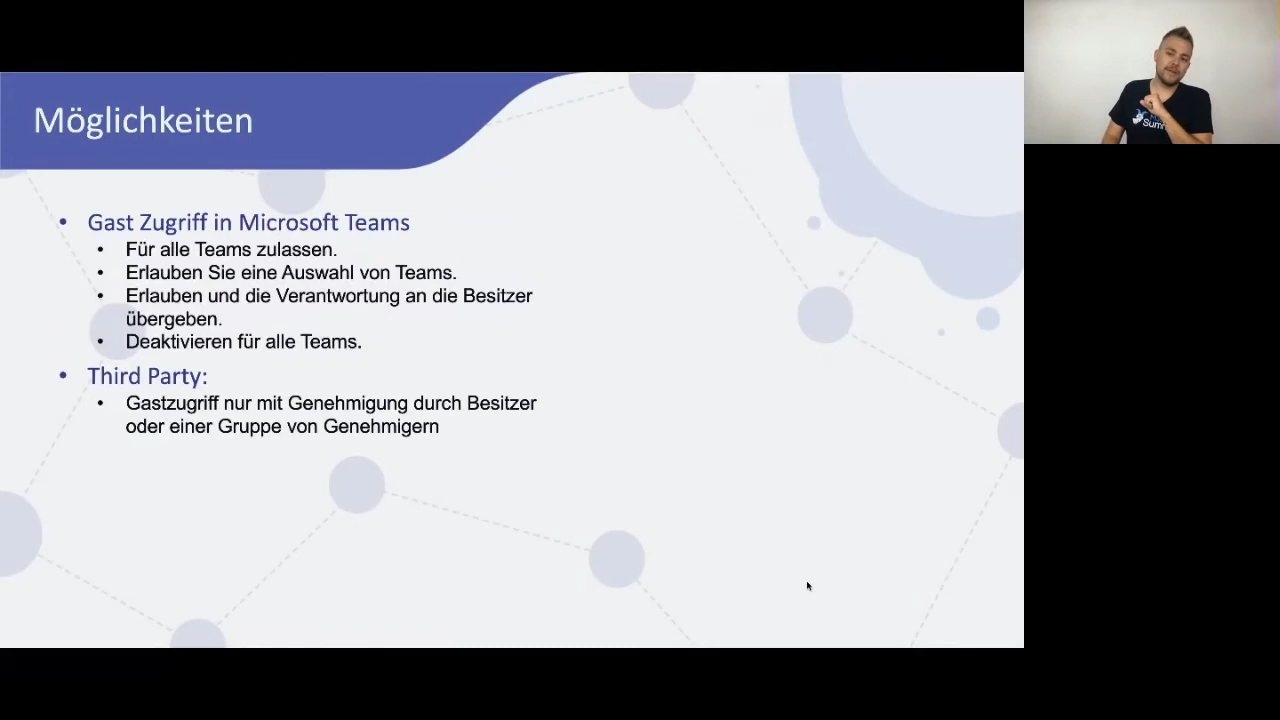 Möglichkeiten
• Gast Zugriff in Microsoft Teams
• Für alle Teams zulassen.
• Erlauben Sie eine Auswahl von Teams.
• Erlauben und die Verantwortung an die Besitzer
übergeben.
• Deaktivieren für alle Teams.
• Third Party:
• Gastzugriff nur mit Genehmigung durch Besitzer
oder einer Gruppe von Genehmigern